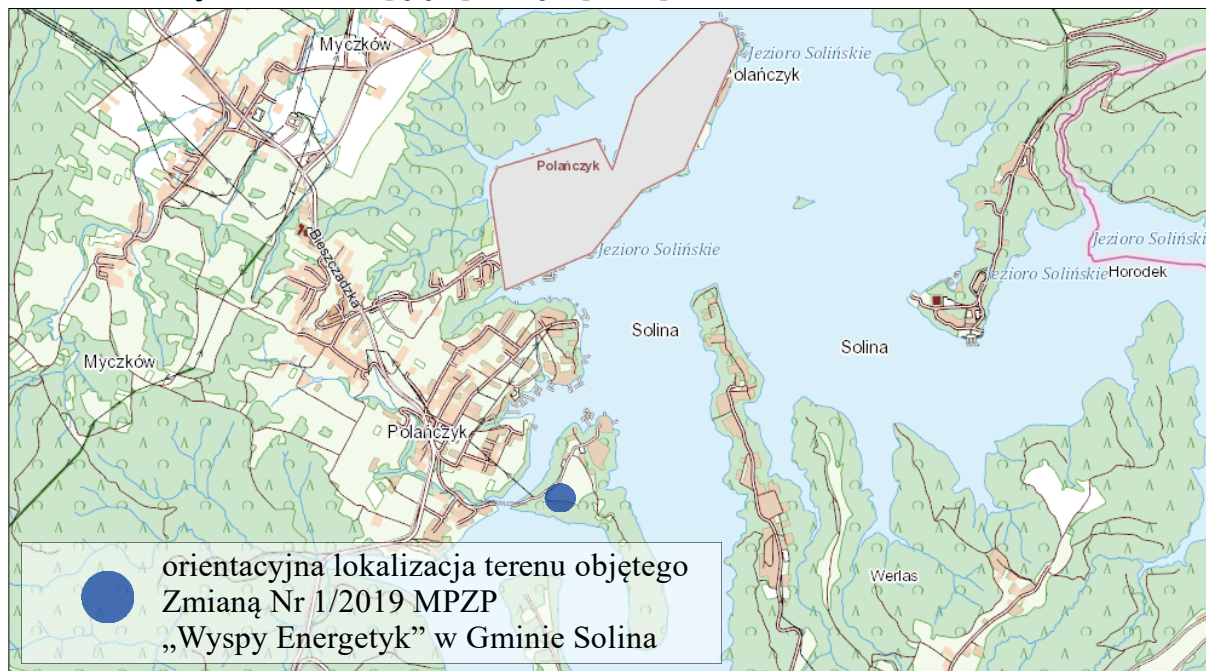 Myczków
Jezioro Solińskie
Polańczyk
Polańczyk
Bieszczadzka
Jezioro Solińskie
Jezioro Solińskie
Jezioro Solińskie
Horodek
Solina
Solina
Myczków
Polańczyk
Werlas
orientacyjna lokalizacja terenu objętego
Zmianą Nr 1/2019 MPZP
„Wyspy Energetyk” w Gminie Solina